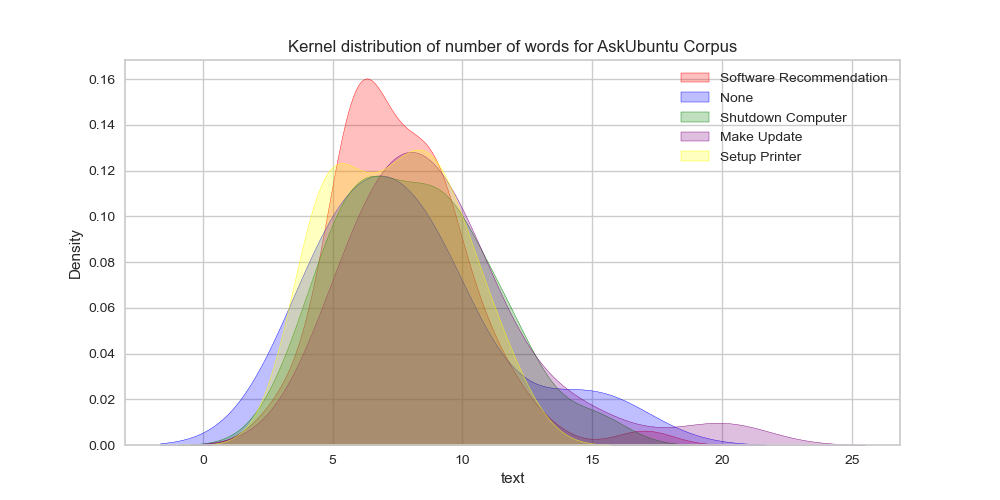 Kernel distribution of number of words for AskUbuntu Corpus
Software Recommendation
None
Shutdown Computer
Make Update
Setup Printer
Density
0.16
0.14
0.12
0.10
0.08
0.06
0.04
0.02
0.00
0 5 10 15 20 25
text